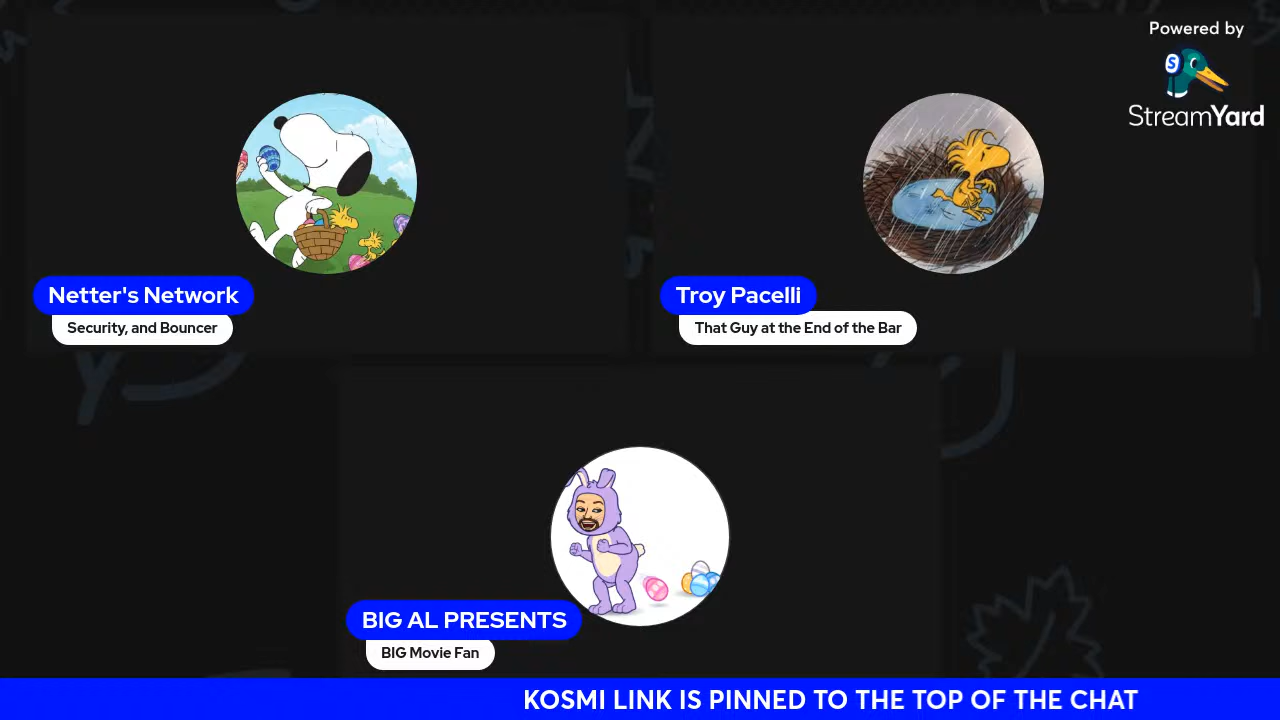 Powered by
S
StreamYard
Netter's Network
Security, and Bouncer
Troy Pacelli
That Guy at the End of the Bar
BIG AL PRESENTS
BIG Movie Fan
KOSMI LINK IS PINNED TO THE TOP OF THE CHAT